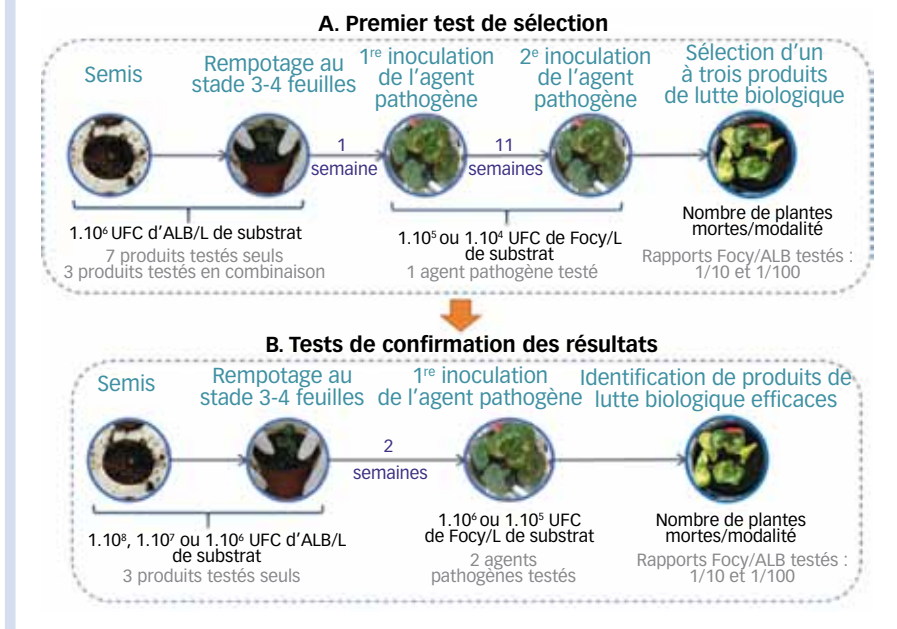 A. Premier test de sélection
Semis
Rempotage au
stade 3-4 feuilles
1re inoculation
de l'agent
pathogène
2e inoculation
de l'agent
pathogène
Sélection d'un
à trois produits
de lutte biologique
1
semaine
11
semaines
1.10⁶ UFC d'ALB/L de substrat
7 produits testés seuls
3 produits testés en combinaison
1.10⁵ ou 1.10⁴ UFC de Focy/L
de substrat
1 agent pathogène testé
Nombre de plantes
mortes/modalité
Rapports Focy/ALB testés :
1/10 et 1/100
B. Tests de confirmation des résultats
Semis
Rempotage au
stade 3-4 feuilles
1re inoculation
de l'agent pathogène
Identification de produits de
lutte biologique efficaces
2
semaines
1.10⁸, 1.10⁷ ou 1.10⁶ UFC d'ALB/L
de substrat
3 produits testés seuls
1.10⁶ ou 1.10⁵ UFC
de Focy/L de substrat
2 agents
pathogènes testés
Nombre de plantes
mortes/modalité
Rapports Focy/ALB testés :
1/10 et 1/100